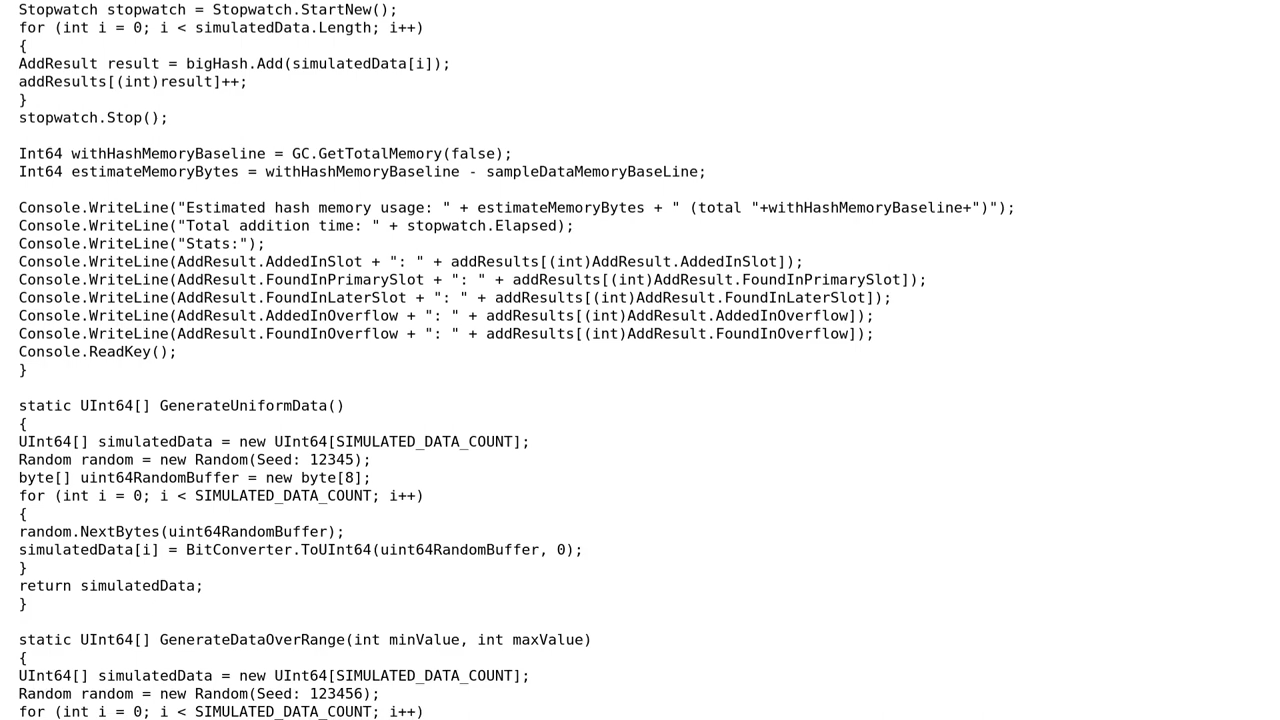 Stopwatch stopwatch = Stopwatch.StartNew();
for (int i = 0; i < simulatedData.Length; i++)
{
AddResult result = bigHash.Add(simulatedData[i]);
addResults[(int)result]++;
}
stopwatch.Stop();

Int64 withHashMemoryBaseline = GC.GetTotalMemory(false);
Int64 estimateMemoryBytes = withHashMemoryBaseline - sampleDataMemoryBaseLine;

Console.WriteLine("Estimated hash memory usage: " + estimateMemoryBytes + " (total "+withHashMemoryBaseline+")");
Console.WriteLine("Total addition time: " + stopwatch.Elapsed);
Console.WriteLine("Stats:");
Console.WriteLine(AddResult.AddedInSlot + ": " + addResults[(int)AddResult.AddedInSlot]);
Console.WriteLine(AddResult.FoundInPrimarySlot + ": " + addResults[(int)AddResult.FoundInPrimarySlot]);
Console.WriteLine(AddResult.FoundInLaterSlot + ": " + addResults[(int)AddResult.FoundInLaterSlot]);
Console.WriteLine(AddResult.AddedInOverflow + ": " + addResults[(int)AddResult.AddedInOverflow]);
Console.WriteLine(AddResult.FoundInOverflow + ": " + addResults[(int)AddResult.FoundInOverflow]);
Console.ReadKey();
}

static UInt64[] GenerateUniformData()
{
UInt64[] simulatedData = new UInt64[SIMULATED_DATA_COUNT];
Random random = new Random(Seed: 12345);
byte[] uint64RandomBuffer = new byte[8];
for (int i = 0; i < SIMULATED_DATA_COUNT; i++)
{
random.NextBytes(uint64RandomBuffer);
simulatedData[i] = BitConverter.ToUInt64(uint64RandomBuffer, 0);
}
return simulatedData;
}

static UInt64[] GenerateDataOverRange(int minValue, int maxValue)
{
UInt64[] simulatedData = new UInt64[SIMULATED_DATA_COUNT];
Random random = new Random(Seed: 123456);
for (int i = 0; i < SIMULATED_DATA_COUNT; i++)